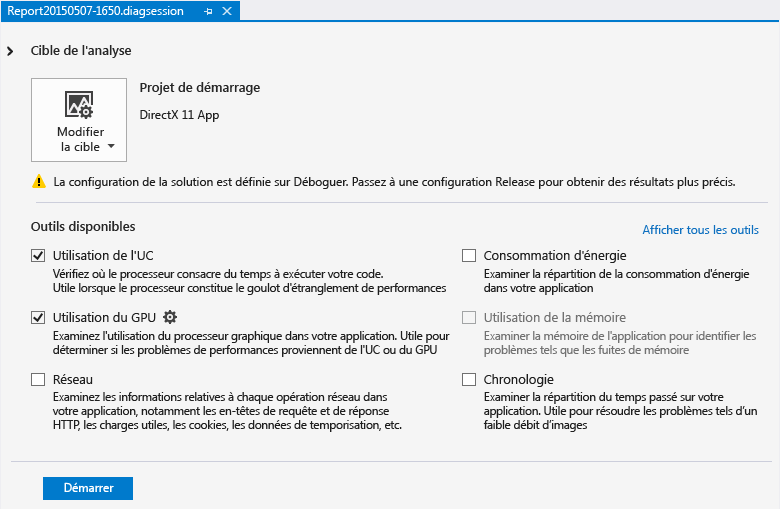 Report20150507-1650.diagsession
Cible de l'analyse
Modifier
la cible
Projet de démarrage
DirectX 11 App
La configuration de la solution est définie sur Déboguer. Passez à une configuration Release pour obtenir des résultats plus précis.
Outils disponibles
Afficher tous les outils
Utilisation de l'UC
Vérifiez où le processeur consacre du temps à exécuter votre code.
Utile lorsque le processeur constitue le goulot d'étranglement de performances
Consommation d'énergie
Examiner la répartition de la consommation d'énergie
dans votre application
Utilisation du GPU
Examinez l'utilisation du processeur graphique dans votre application. Utile pour
déterminer si les problèmes de performances proviennent de l'UC ou du GPU
Utilisation de la mémoire
Examiner la mémoire de l'application pour identifier les
problèmes tels que les fuites de mémoire
Réseau
Examinez les informations relatives à chaque opération réseau dans
votre application, notamment les en-têtes de requête et de réponse
HTTP, les charges utiles, les cookies, les données de temporisation, etc.
Chronologie
Examiner la répartition du temps passé sur votre
application. Utile pour résoudre les problèmes tels d'un
faible débit d'images
Démarrer